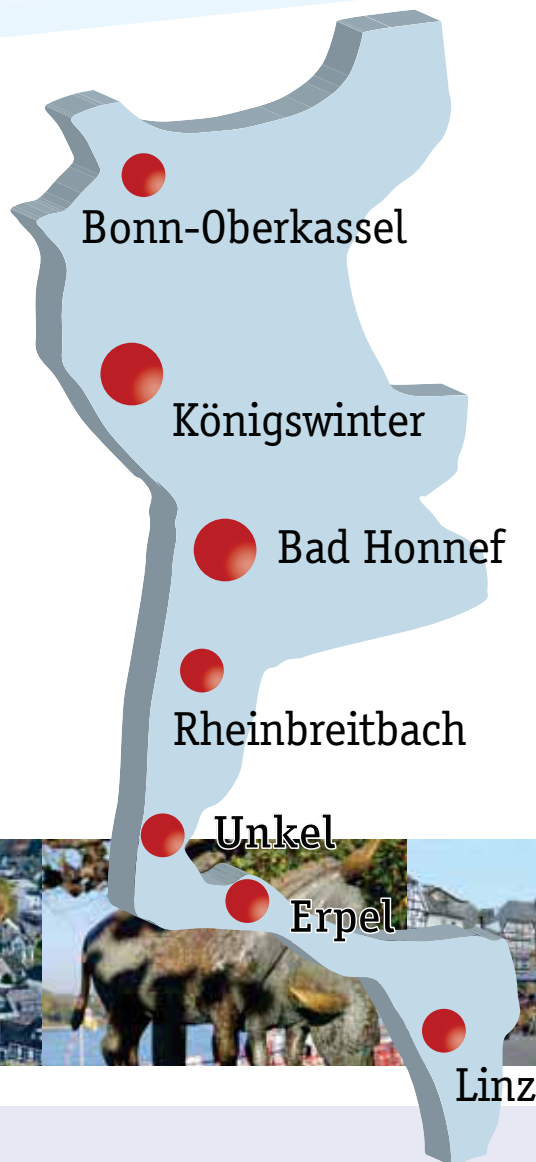 Bonn-Oberkassel
Königswinter
Bad Honnef
Rheinbreitbach
Unkel
Erpel
Linz